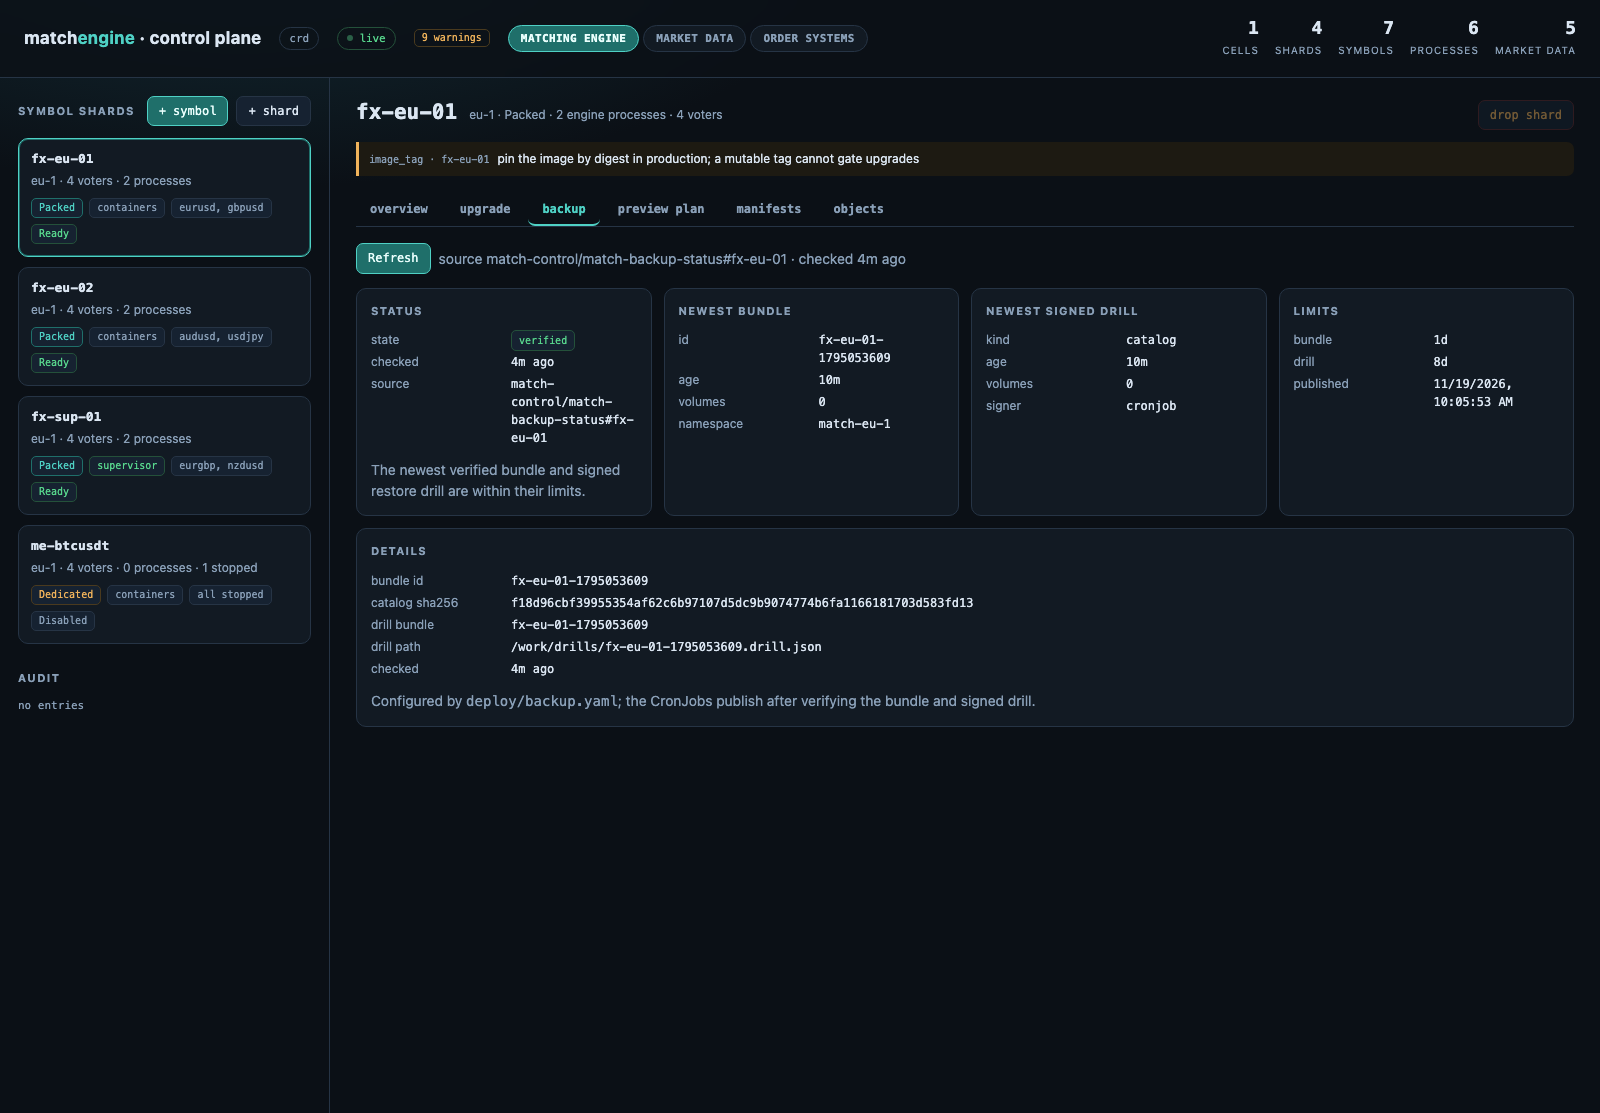 matchengine · control plane
crd
live
9 warnings
MATCHING ENGINE
MARKET DATA
ORDER SYSTEMS
1 CELLS
4 SHARDS
7 SYMBOLS
6 PROCESSES
5 MARKET DATA
SYMBOL SHARDS
+ symbol
+ shard
fx-eu-01
eu-1 · 4 voters · 2 processes
Packed containers eurusd, gbpusd
Ready
fx-eu-02
eu-1 · 4 voters · 2 processes
Packed containers audusd, usdjpy
Ready
fx-sup-01
eu-1 · 4 voters · 2 processes
Packed supervisor eurgbp, nzdusd
Ready
me-btcusdt
eu-1 · 4 voters · 0 processes · 1 stopped
Dedicated containers all stopped
Disabled
AUDIT
no entries
fx-eu-01 eu-1 · Packed · 2 engine processes · 4 voters
drop shard
image_tag · fx-eu-01 pin the image by digest in production; a mutable tag cannot gate upgrades
overview upgrade backup preview plan manifests objects
Refresh source match-control/match-backup-status#fx-eu-01 · checked 4m ago
STATUS
state verified
checked 4m ago
source match-
control/match-
backup-status#fx-
eu-01
The newest verified bundle and signed
restore drill are within their limits.
NEWEST BUNDLE
id fx-eu-01-
1795053609
age 10m
volumes 0
namespace match-eu-1
NEWEST SIGNED DRILL
kind catalog
age 10m
volumes 0
signer cronjob
LIMITS
bundle 1d
drill 8d
published 11/19/2026,
10:05:53 AM
DETAILS
bundle id fx-eu-01-1795053609
catalog sha256 f18d96cbf39955354af62c6b97107d5dc9b9074774b6fa1166181703d583fd13
drill bundle fx-eu-01-1795053609
drill path /work/drills/fx-eu-01-1795053609.drill.json
checked 4m ago
Configured by deploy/backup.yaml; the CronJobs publish after verifying the bundle and signed drill.